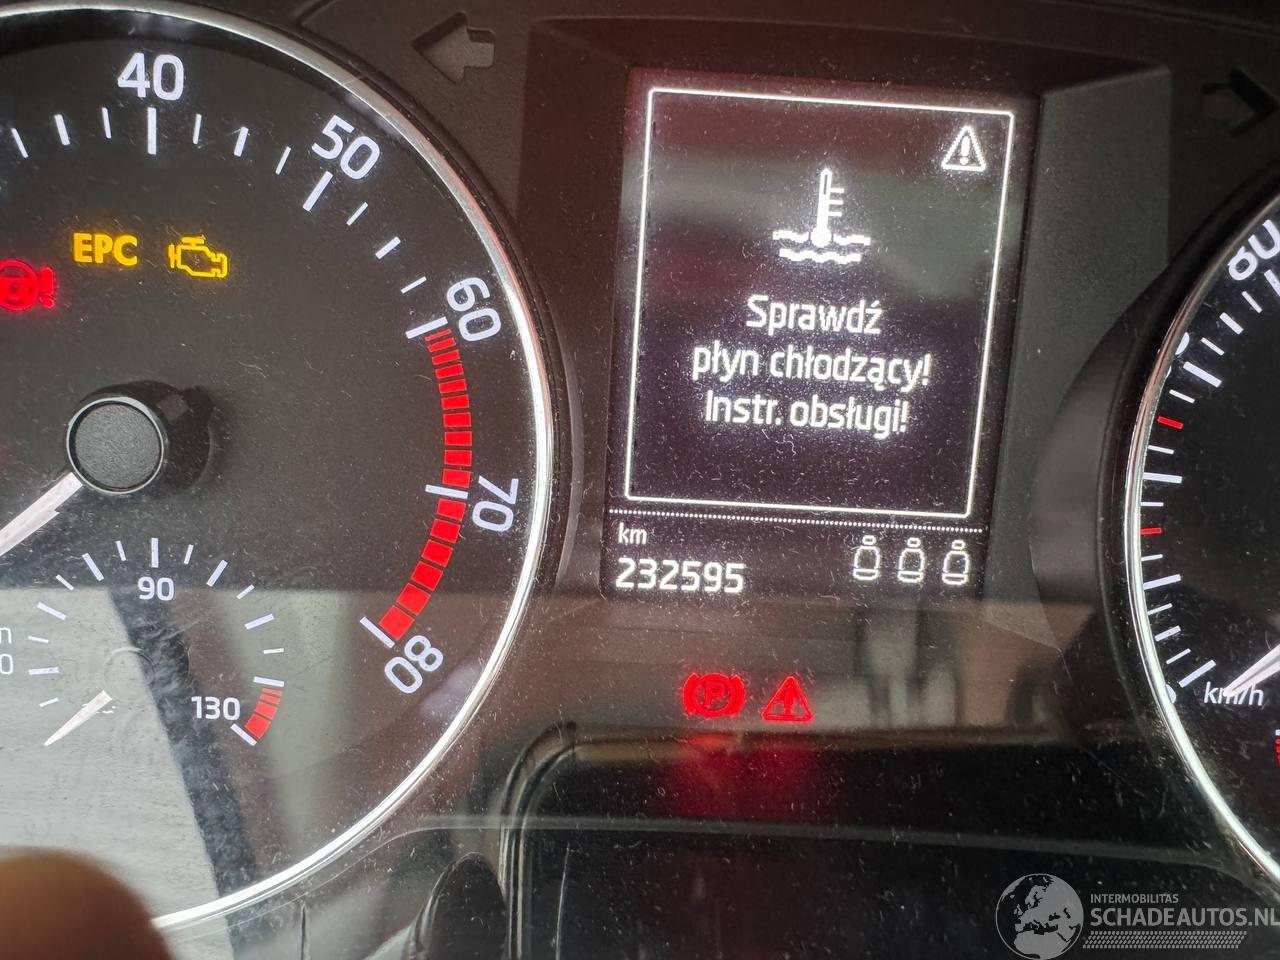 40
50
60
70
80
EPC
90
130
Sprawdź
płyn chłodzący!
Instr. obsługi!
km
232595
P
60
km/h
INTERMOBILITAS
SCHADEAUTOS.NL